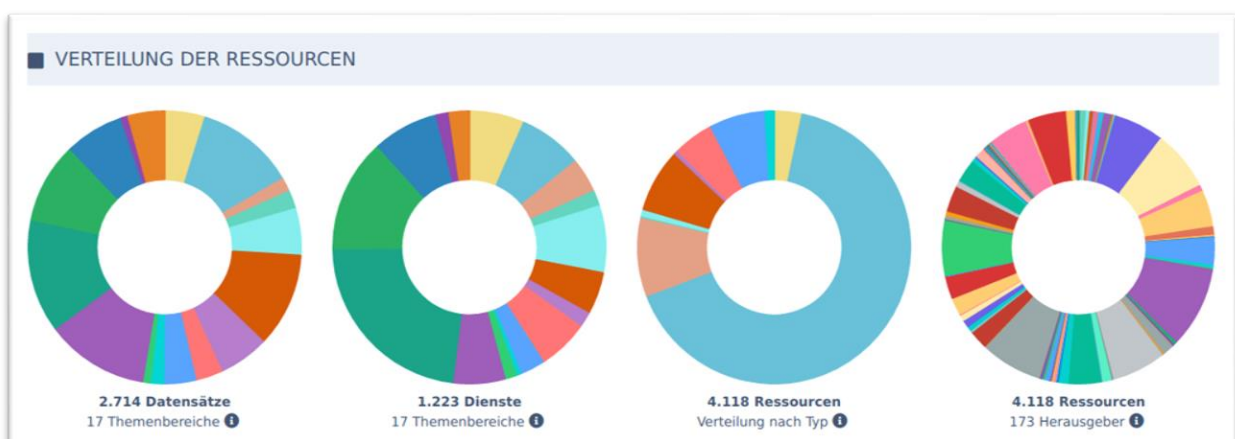 VERTEILUNG DER RESSOURCEN
2.714 Datensätze
17 Themenbereiche
1.223 Dienste
17 Themenbereiche
4.118 Ressourcen
Verteilung nach Typ
4.118 Ressourcen
173 Herausgeber